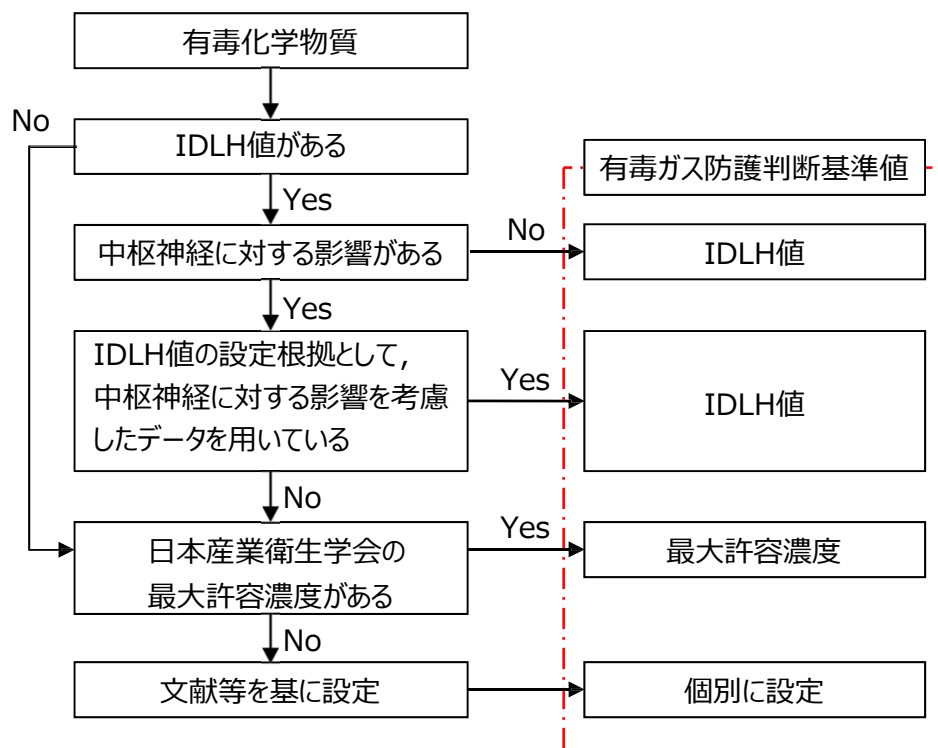 有毒化学物質
No
IDLH値がある
有毒ガス防護判断基準値
Yes
中枢神経に対する影響がある
No
IDLH値
Yes
IDLH値の設定根拠として,
中枢神経に対する影響を考慮
したデータを用いている
Yes
IDLH値
No
日本産業衛生学会の
最大許容濃度がある
Yes
最大許容濃度
No
文献等を基に設定
個別に設定